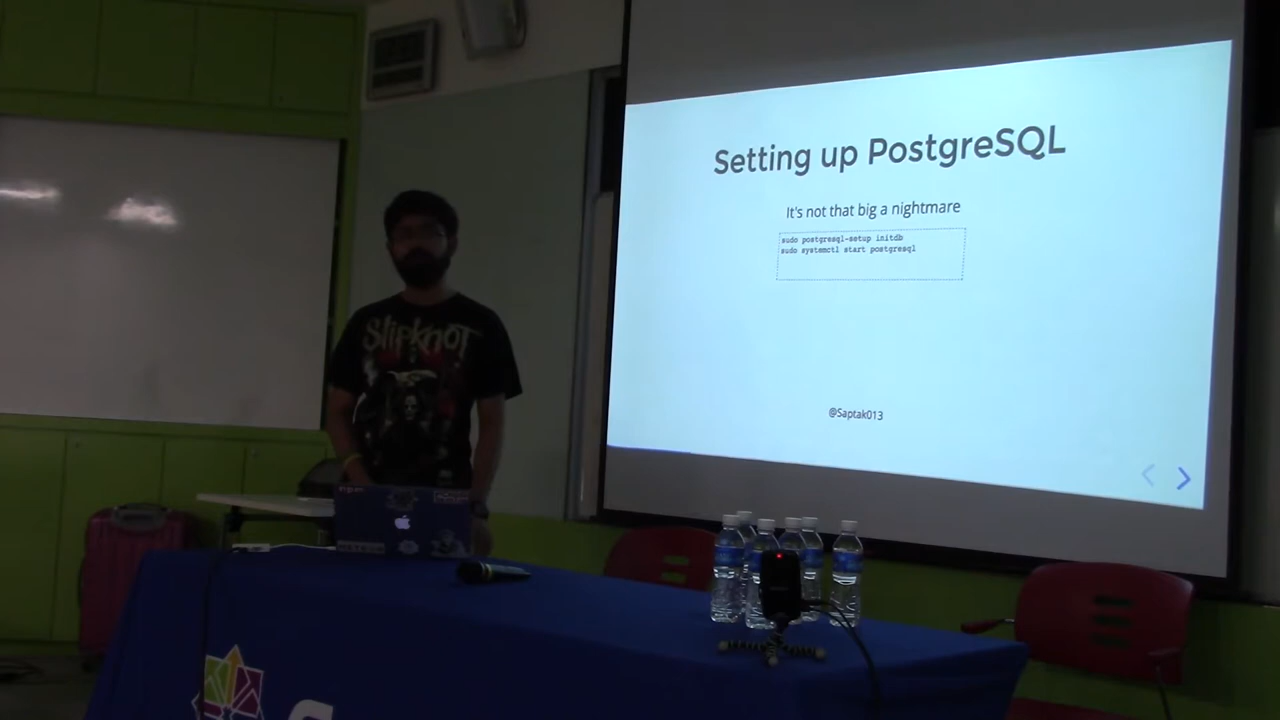 Setting up PostgreSQL
It's not that big a nightmare
sudo postgresql-setup initdb
sudo systemctl start postgresql
@Saptak013
Slipknot